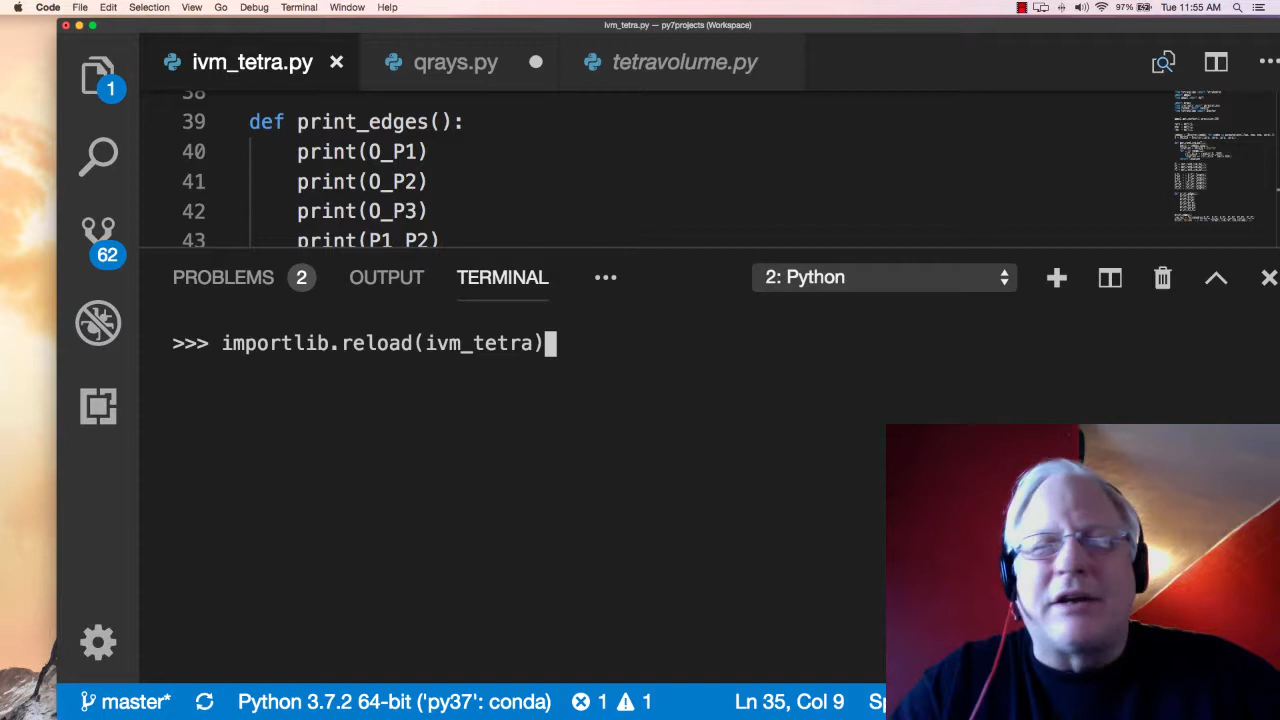 Code File Edit Selection View Go Debug Terminal Window Help 97% Tue 11:55 AM
ivm_tetra.py — py7projects (Workspace)
ivm_tetra.py qrays.py tetravolume.py
1
38
39 def print_edges():
40 print(O_P1)
41 print(O_P2)
42 print(O_P3)
43 print(P1_P2)
62
PROBLEMS 2 OUTPUT TERMINAL ••• 2: Python
>>> importlib.reload(ivm_tetra)
master* Python 3.7.2 64-bit ('py37': conda) 1 1 Ln 35, Col 9 Sp